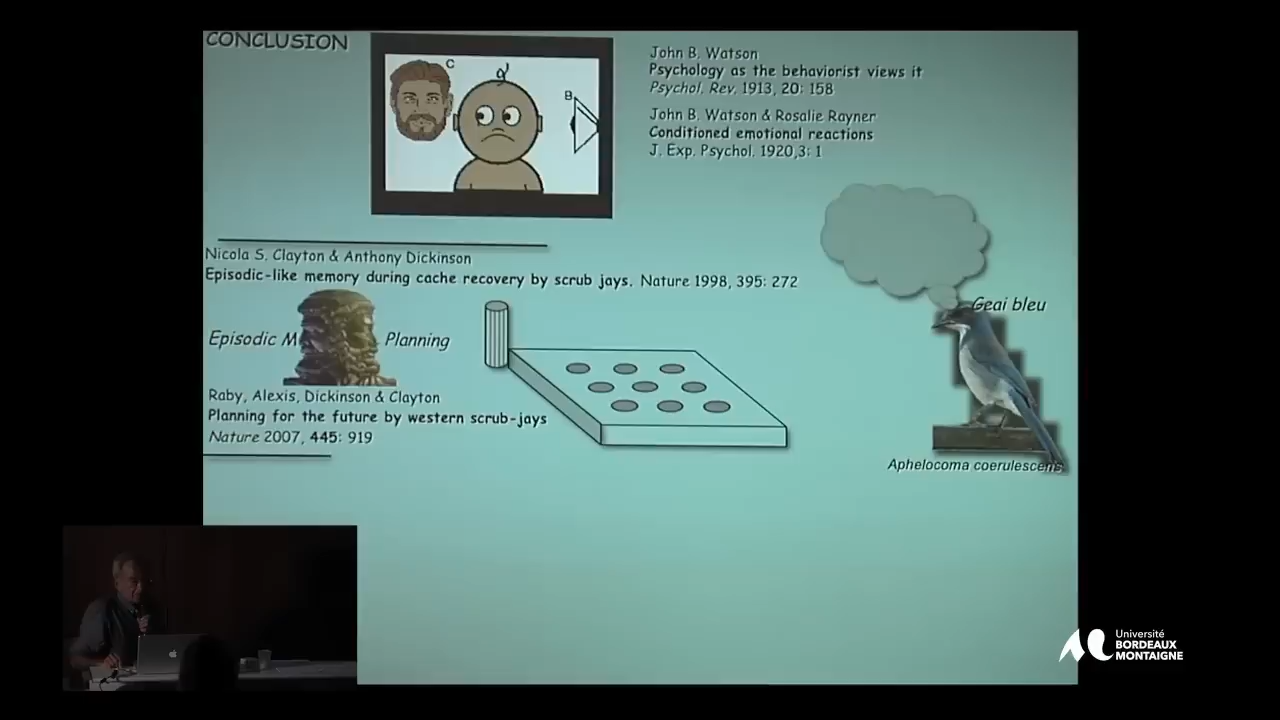 CONCLUSION
C
B
John B. Watson
Psychology as the behaviorist views it
Psychol. Rev. 1913, 20: 158
John B. Watson & Rosalie Rayner
Conditioned emotional reactions
J. Exp. Psychol. 1920,3: 1
Nicola S. Clayton & Anthony Dickinson
Episodic-like memory during cache recovery by scrub jays. Nature 1998, 395: 272
Episodic M
Planning
Raby, Alexis, Dickinson & Clayton
Planning for the future by western scrub-jays
Nature 2007, 445: 919
Geai bleu
Aphelocoma coerulescens
Université
BORDEAUX
MONTAIGNE